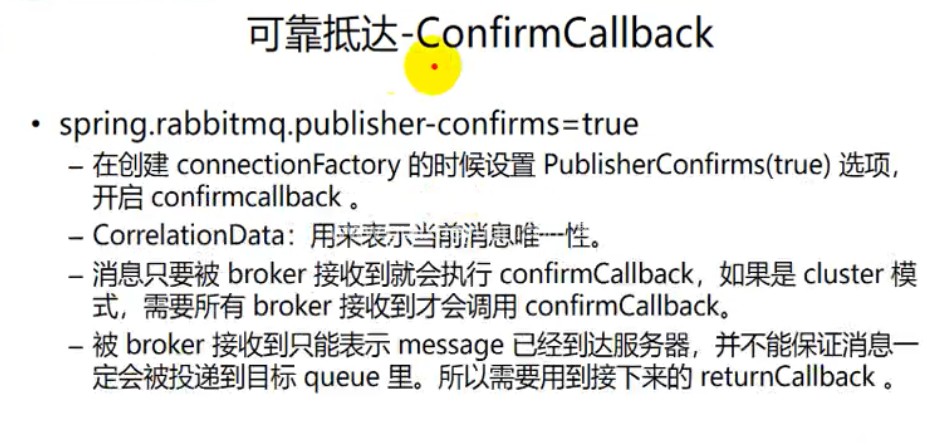 可靠抵达-ConfirmCallback
• spring.rabbitmq.publisher-confirms=true
– 在创建 connectionFactory 的时候设置 PublisherConfirms(true) 选项，
开启 confirmcallback 。
– CorrelationData：用来表示当前消息唯一性。
– 消息只要被 broker 接收到就会执行 confirmCallback，如果是 cluster 模
式，需要所有 broker 接收到才会调用 confirmCallback。
– 被 broker 接收到只能表示 message 已经到达服务器，并不能保证消息一
定会被投递到目标 queue 里。所以需要用到接下来的 returnCallback 。